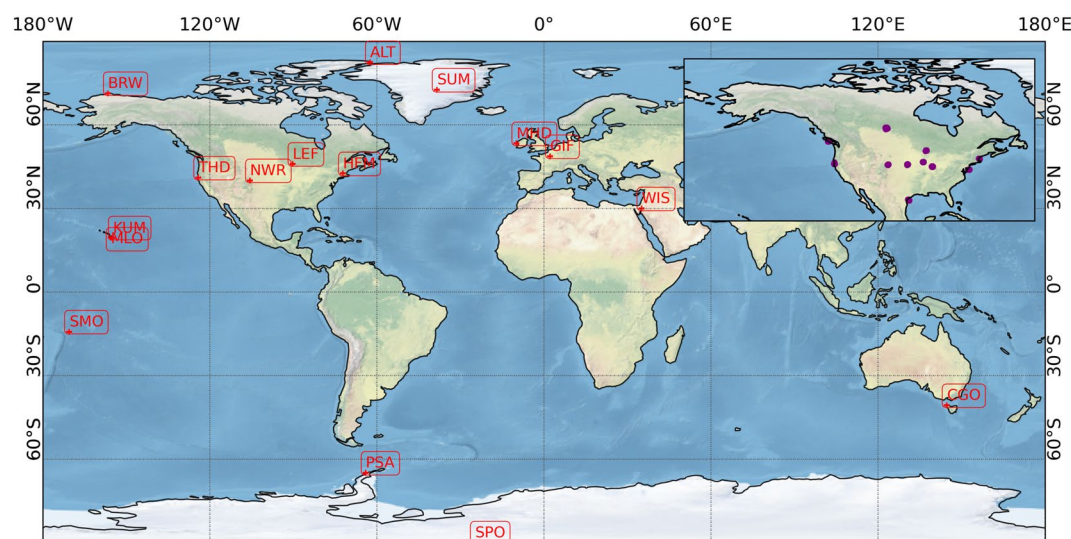 180°W 120°W 60°W 0° 60°E 120°E 180°E
ALT
BRW
SUM
60°N
60°N
MHD
GIF
LEF
HFM
THD
NWR
30°N
30°N
WIS
KUM
MLO
0°
0°
SMO
30°S
30°S
CGO
60°S
60°S
PSA
SPO